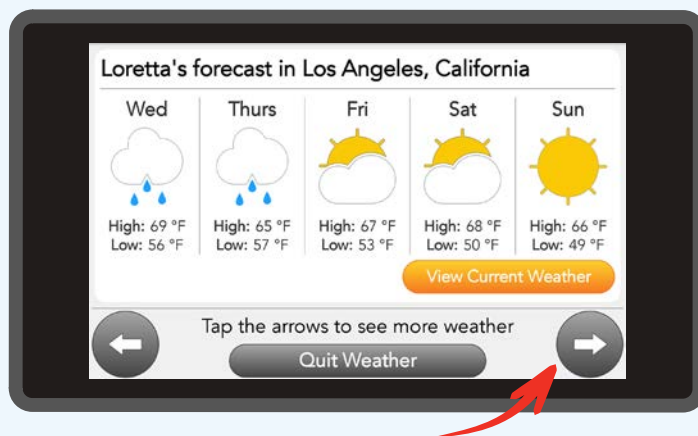 Loretta's forecast in Los Angeles, California
Wed Thurs Fri Sat Sun
High: 69 °F High: 65 °F High: 67 °F High: 68 °F High: 66 °F
Low: 56 °F Low: 57 °F Low: 53 °F Low: 50 °F Low: 49 °F
View Current Weather
Tap the arrows to see more weather
Quit Weather